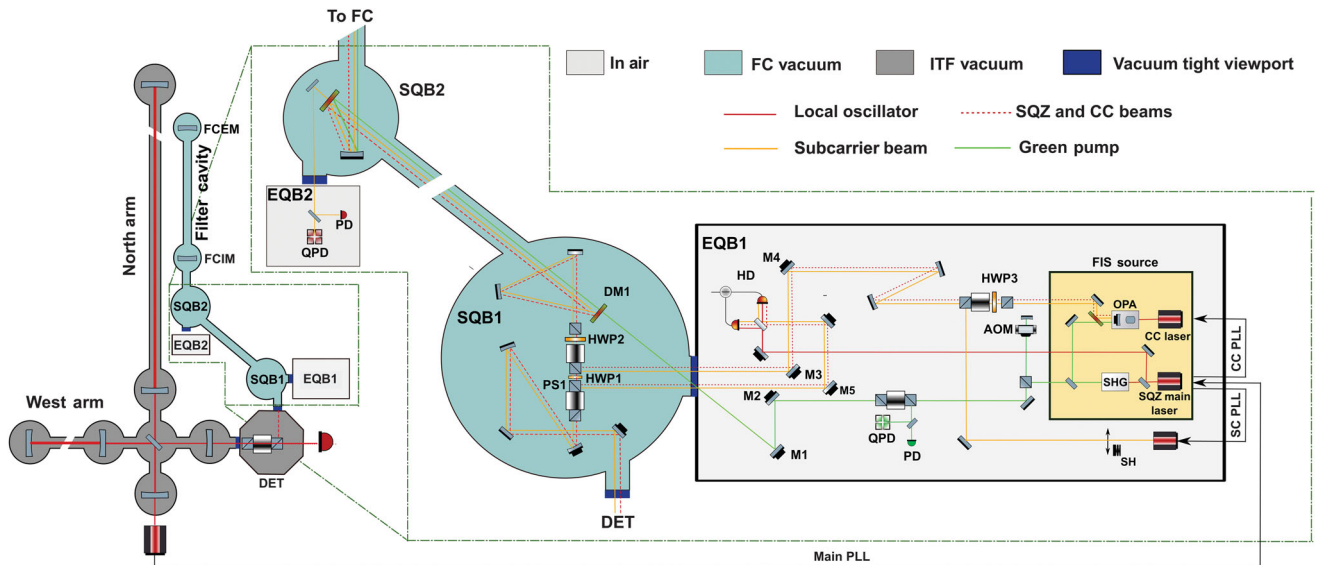 To FC
In air
FC vacuum
ITF vacuum
Vacuum tight viewport
Local oscillator
SQZ and CC beams
Subcarrier beam
Green pump
SQB2
FCEM
Filter cavity
North arm
FCIM
SQB2
EQB2
SQB1
EQB1
West arm
DET
EQB2
PD
QPD
SQB1
DM1
HWP2
HWP1
PS1
DET
EQB1
M4
HD
HWP3
FIS source
OPA
CC laser
AOM
SHG
SQZ main
laser
M3
M5
M2
M1
QPD
PD
SH
CC PLL
SC PLL
Main PLL